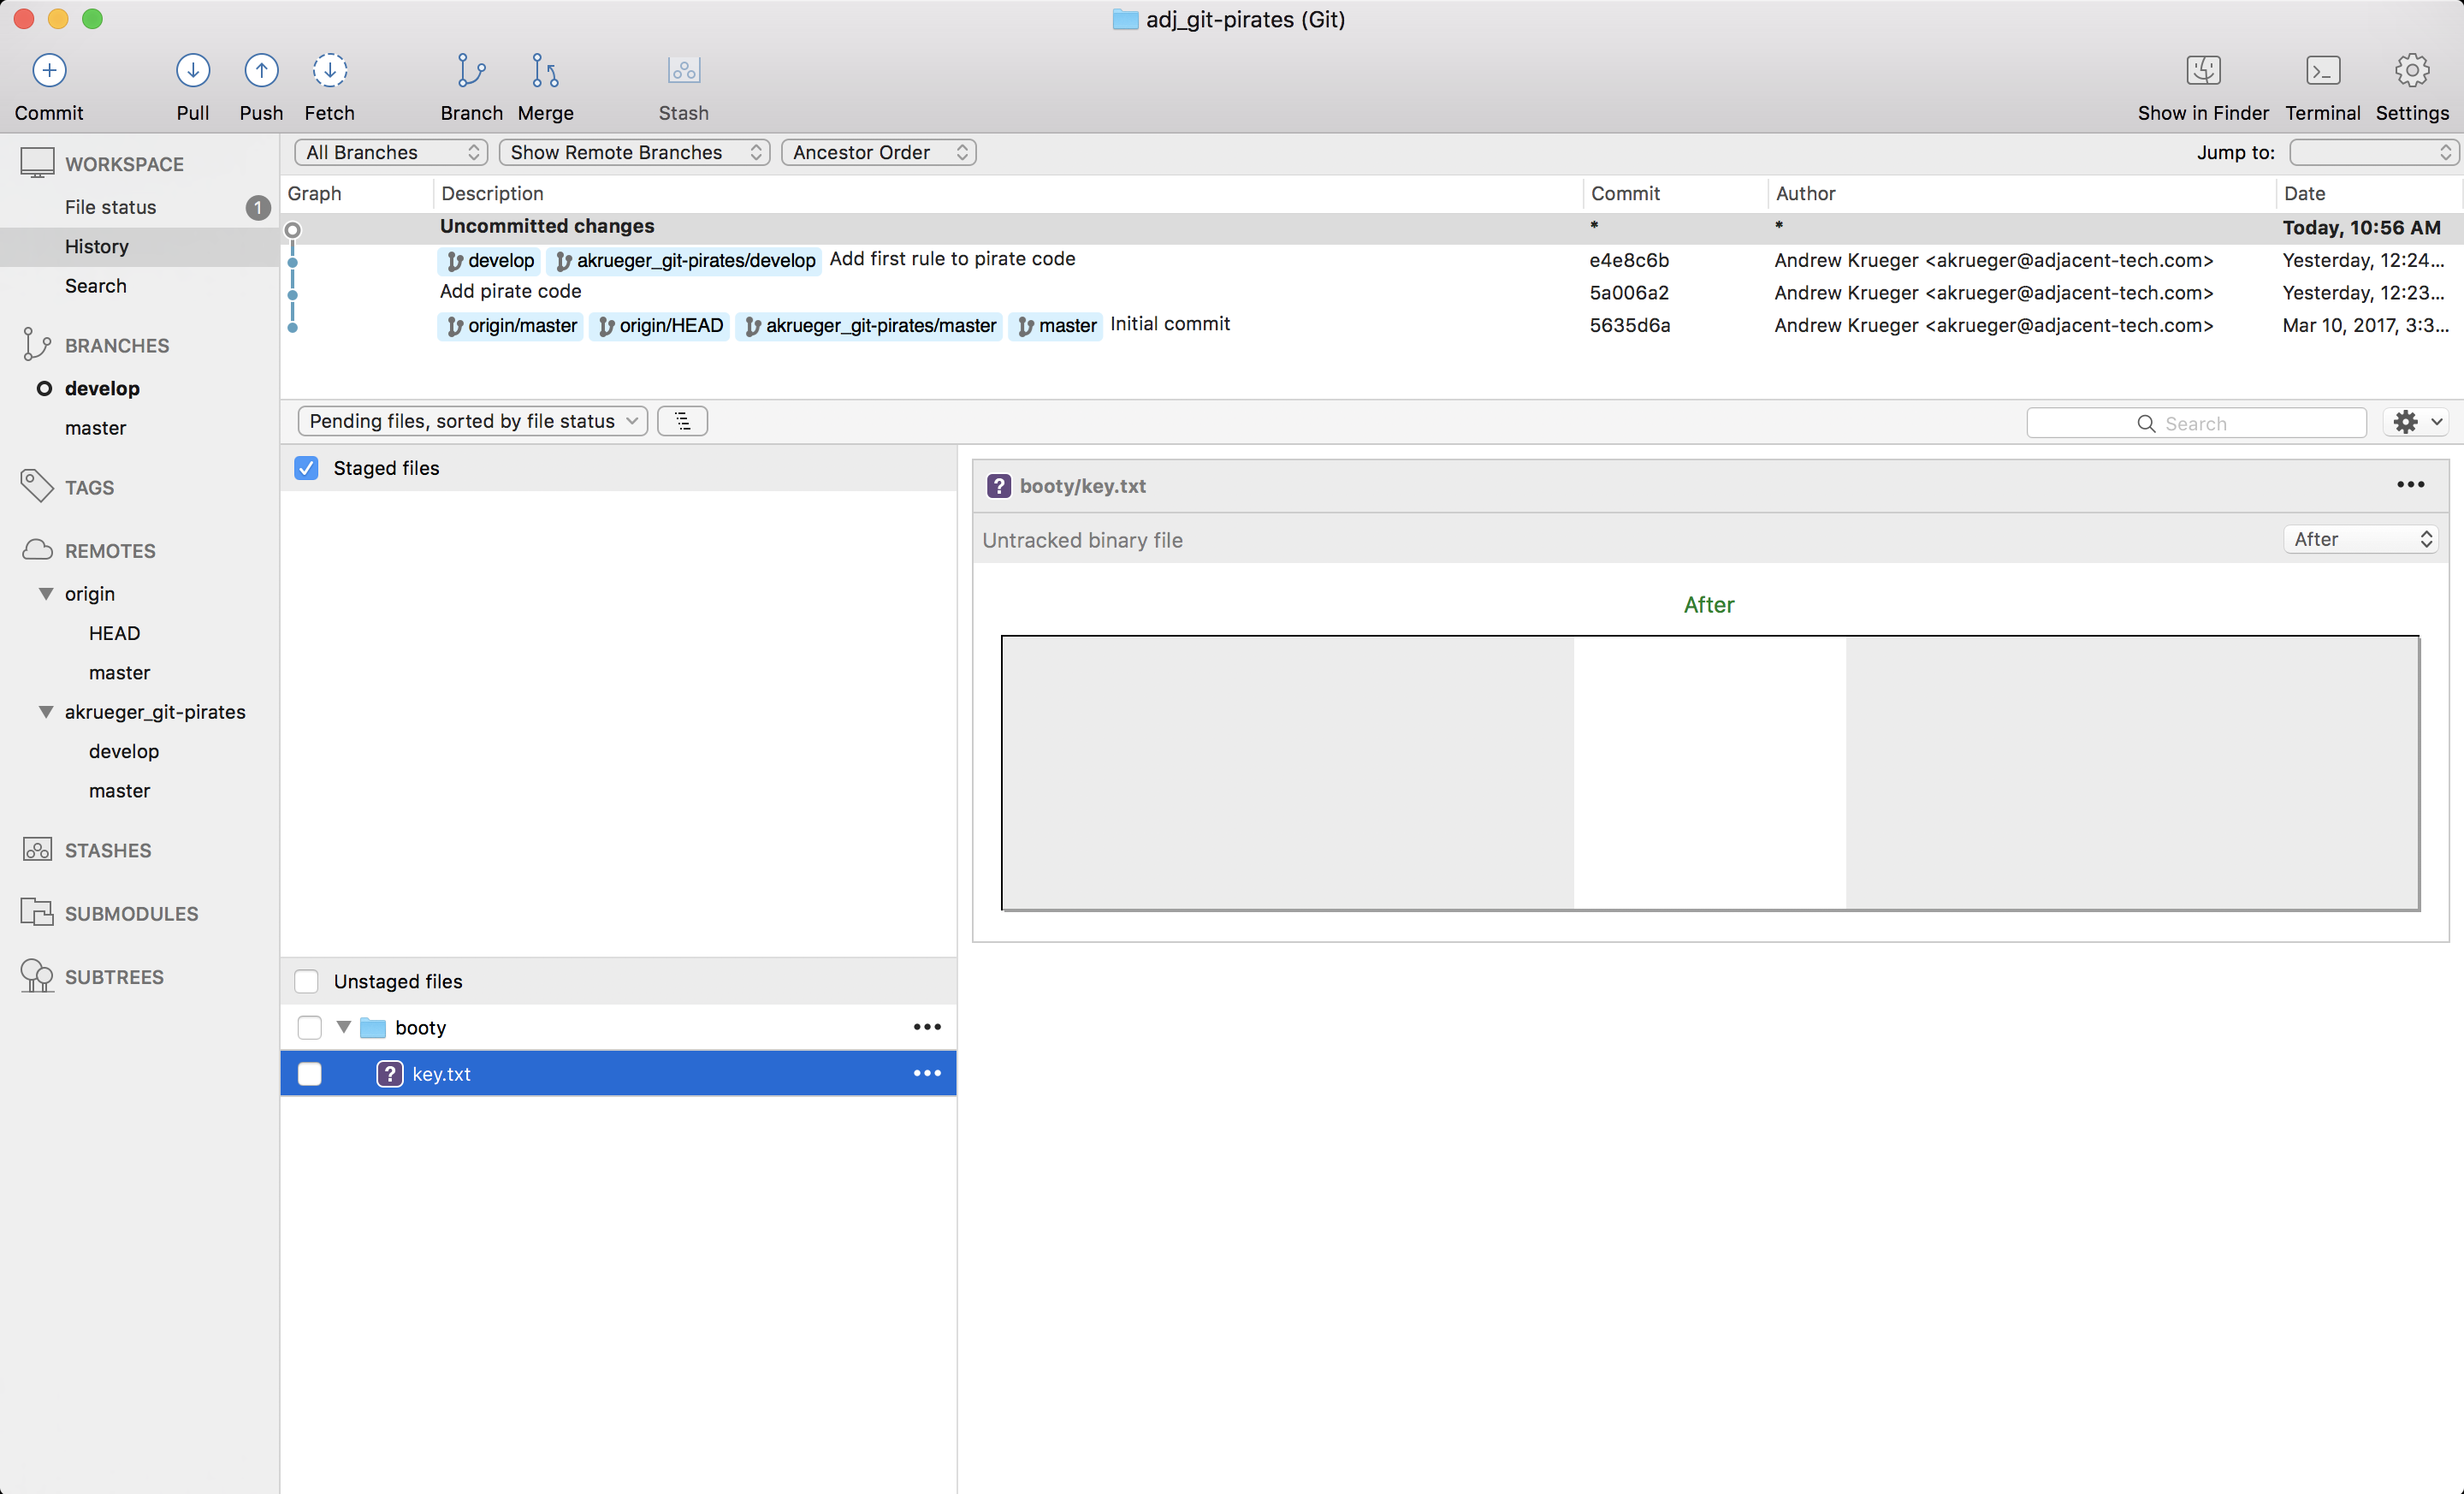 adj_git-pirates (Git)
Commit Pull Push Fetch Branch Merge Stash Show in Finder Terminal Settings
WORKSPACE
File status 1
History
Search
BRANCHES
develop
master
TAGS
REMOTES
origin
HEAD
master
akrueger_git-pirates
develop
master
STASHES
SUBMODULES
SUBTREES
All Branches Show Remote Branches Ancestor Order Jump to:
Graph Description Commit Author Date
Uncommitted changes * * Today, 10:56 AM
develop akrueger_git-pirates/develop Add first rule to pirate code e4e8c6b Andrew Krueger <akrueger@adjacent-tech.com> Yesterday, 12:24...
Add pirate code 5a006a2 Andrew Krueger <akrueger@adjacent-tech.com> Yesterday, 12:23...
origin/master origin/HEAD akrueger_git-pirates/master master Initial commit 5635d6a Andrew Krueger <akrueger@adjacent-tech.com> Mar 10, 2017, 3:3...
Pending files, sorted by file status Search
Staged files
Unstaged files
booty
? key.txt
? booty/key.txt
Untracked binary file After
After